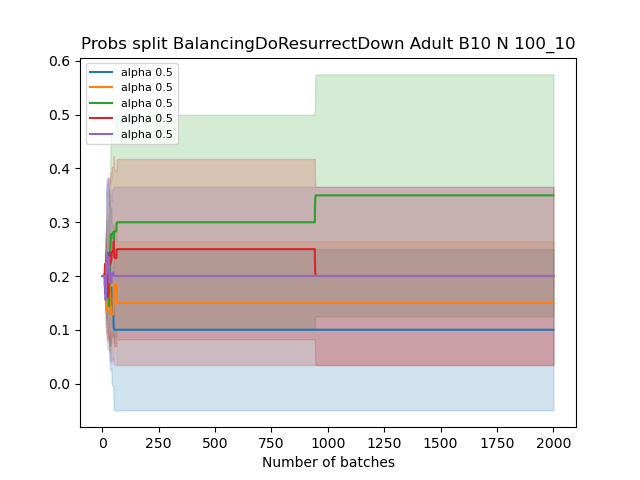 Probs split BalancingDoResurrectDown Adult B10 N 100_10
0.6
0.5
0.4
0.3
0.2
0.1
0.0
alpha 0.5
alpha 0.5
alpha 0.5
alpha 0.5
alpha 0.5
0 250 500 750 1000 1250 1500 1750 2000
Number of batches